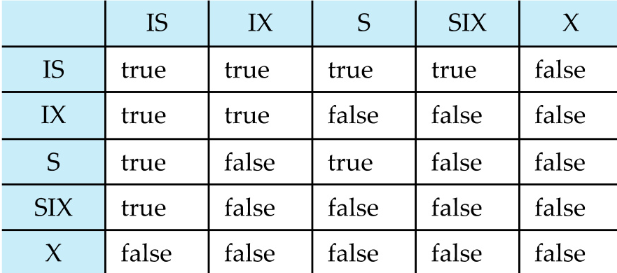 IS IX S SIX X
IS true true true true false
IX true true false false false
S true false true false false
SIX true false false false false
X false false false false false